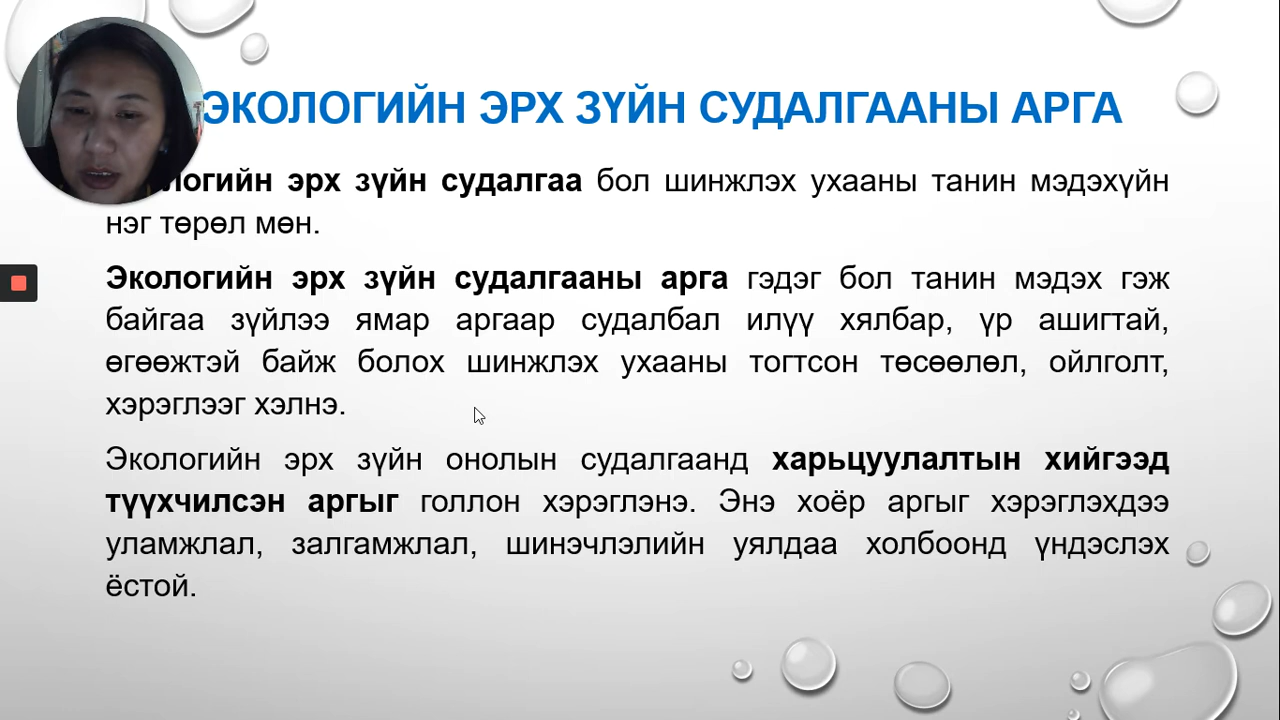 ЭКОЛОГИЙН ЭРХ ЗҮЙН СУДАЛГААНЫ АРГА
эрх зүйн судалгаа бол шинжлэх ухааны танин мэдэхүйн
нэг төрөл мөн.
Экологийн эрх зүйн судалгааны арга гэдэг бол танин мэдэх гэж
байгаа зүйлээ ямар аргаар судалбал илүү хялбар, үр ашигтай,
өгөөжтэй байж болох шинжлэх ухааны тогтсон төсөөлөл, ойлголт,
хэрэглээг хэлнэ.
Экологийн эрх зүйн онолын судалгаанд харьцуулалтын хийгээд
түүхчилсэн аргыг голлон хэрэглэнэ. Энэ хоёр аргыг хэрэглэхдээ
уламжлал, залгамжлал, шинэчлэлийн уялдаа холбоонд үндэслэх
ёстой.